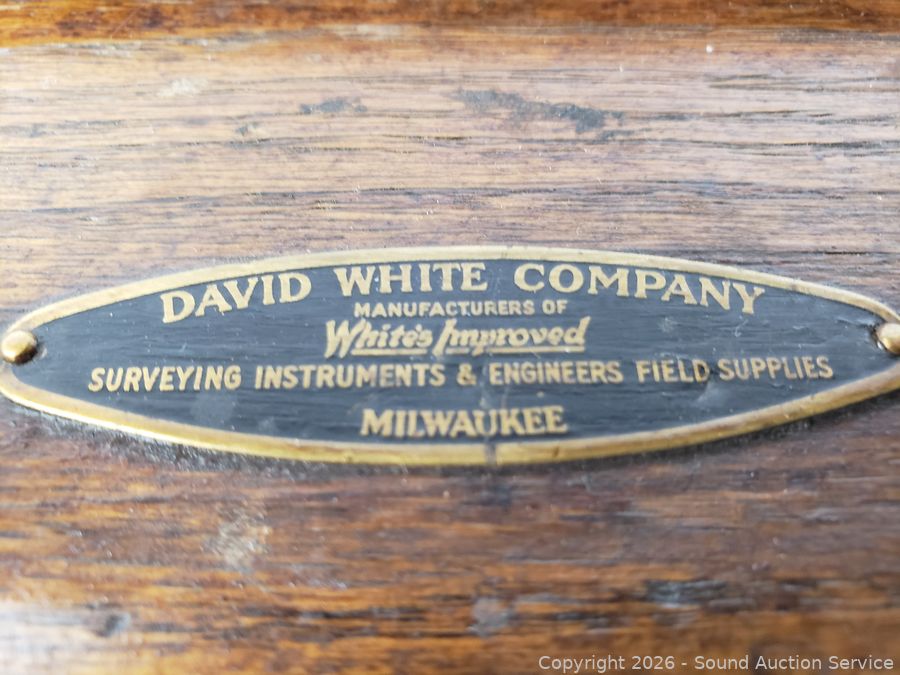 DAVID WHITE COMPANY
MANUFACTURERS OF
White's Improved
SURVEYING INSTRUMENTS & ENGINEERS FIELD SUPPLIES
MILWAUKEE
Copyright 2026 - Sound Auction Service